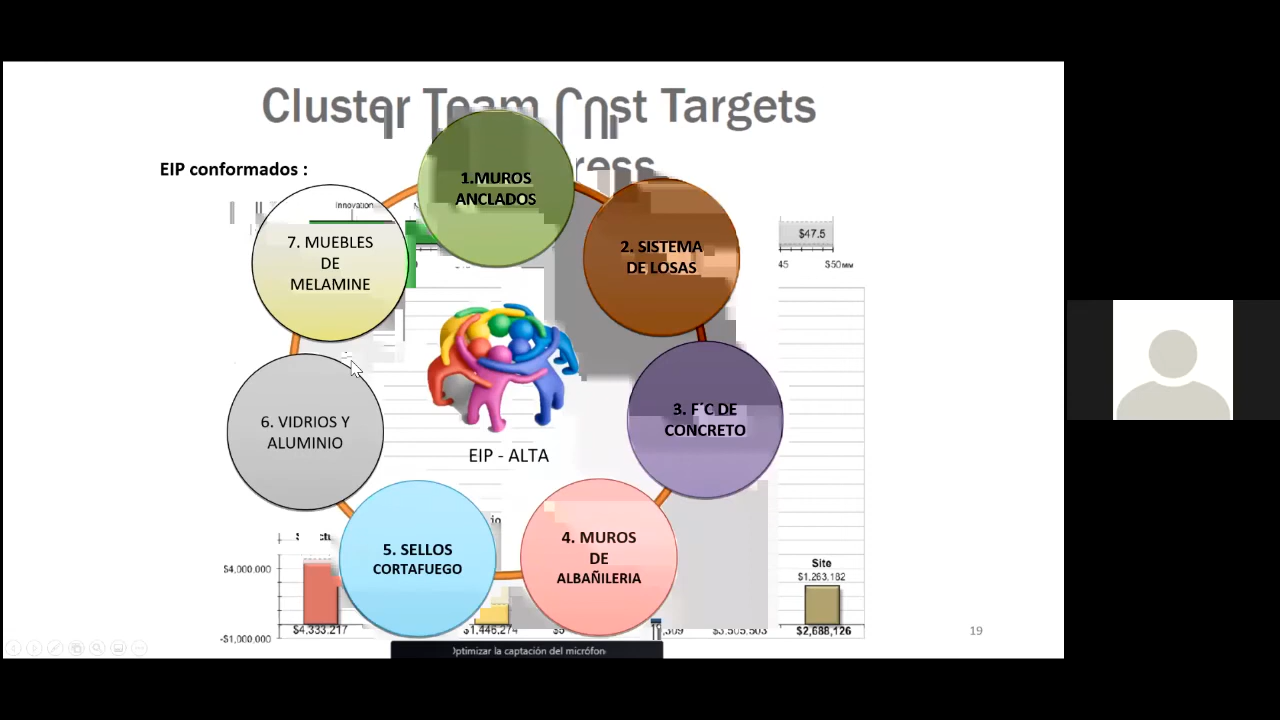 Cluster Team Cost Targets
EIP conformados :
1.MUROS
ANCLADOS
Innovation
7. MUEBLES
DE
MELAMINE
2. SISTEMA
DE LOSAS
$47.5
45 $50MM
6. VIDRIOS Y
ALUMINIO
3. F´C DE
CONCRETO
EIP - ALTA
5. SELLOS
CORTAFUEGO
4. MUROS
DE
ALBAÑILERIA
Site
$1,263,182
$4,000,000
-$1,000,000
$4,333,217
$1,446,274
$3,505,503
$2,688,126
19
Optimizar la captación del micrófon